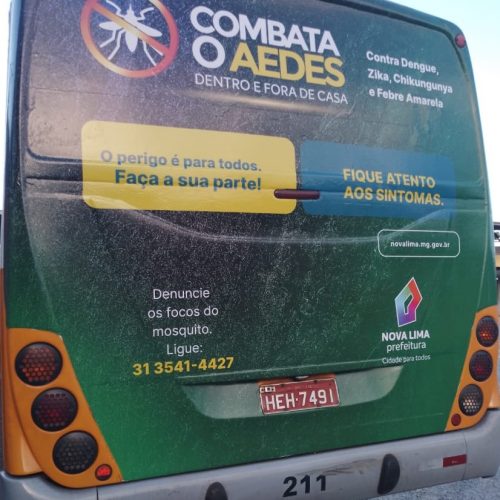 COMBATA
O AEDES
DENTRO E FORA DE CASA
Contra Dengue,
Zika, Chikungunya
e Febre Amarela
O perigo é para todos.
Faça a sua parte!
FIQUE ATENTO
AOS SINTOMAS.
novalima.mg.gov.br
Denuncie
os focos do
mosquito.
Ligue:
31 3541-4427
NOVA LIMA
prefeitura
Cidade para todos
HEH-7491
211